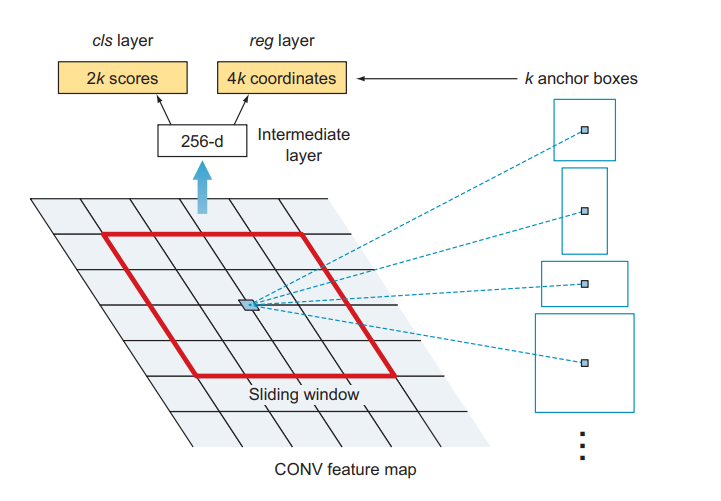 cls layer
reg layer
2k scores
4k coordinates
k anchor boxes
256-d
Intermediate
layer
Sliding window
CONV feature map